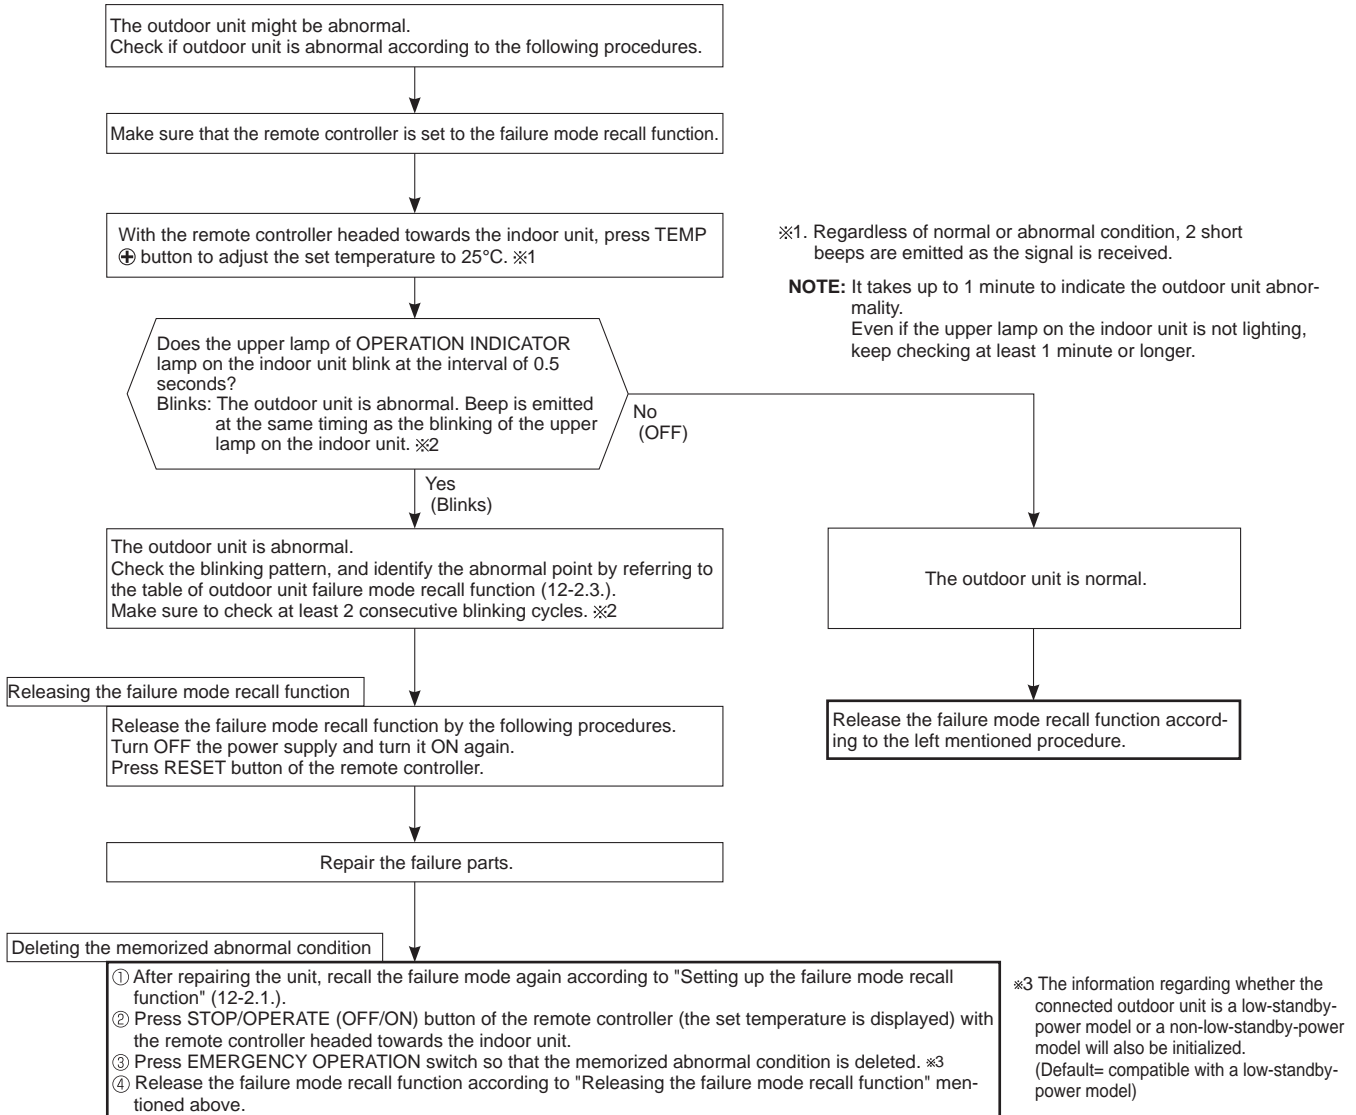 The outdoor unit might be abnormal.
Check if outdoor unit is abnormal according to the following procedures.
Make sure that the remote controller is set to the failure mode recall function.
With the remote controller headed towards the indoor unit, press TEMP
⊕ button to adjust the set temperature to 25°C. ※1
※1. Regardless of normal or abnormal condition, 2 short
beeps are emitted as the signal is received.
NOTE: It takes up to 1 minute to indicate the outdoor unit abnor-
mality.
Even if the upper lamp on the indoor unit is not lighting,
keep checking at least 1 minute or longer.
Does the upper lamp of OPERATION INDICATOR
lamp on the indoor unit blink at the interval of 0.5
seconds?
Blinks: The outdoor unit is abnormal. Beep is emitted
at the same timing as the blinking of the upper
lamp on the indoor unit. ※2
No
(OFF)
Yes
(Blinks)
The outdoor unit is abnormal.
Check the blinking pattern, and identify the abnormal point by referring to
the table of outdoor unit failure mode recall function (12-2.3.).
Make sure to check at least 2 consecutive blinking cycles. ※2
The outdoor unit is normal.
Releasing the failure mode recall function
Release the failure mode recall function by the following procedures.
Turn OFF the power supply and turn it ON again.
Press RESET button of the remote controller.
Release the failure mode recall function accord-
ing to the left mentioned procedure.
Repair the failure parts.
Deleting the memorized abnormal condition
① After repairing the unit, recall the failure mode again according to "Setting up the failure mode recall
function" (12-2.1.).
② Press STOP/OPERATE (OFF/ON) button of the remote controller (the set temperature is displayed) with
the remote controller headed towards the indoor unit.
③ Press EMERGENCY OPERATION switch so that the memorized abnormal condition is deleted. ※3
④ Release the failure mode recall function according to "Releasing the failure mode recall function" men-
tioned above.
※3 The information regarding whether the
connected outdoor unit is a low-standby-
power model or a non-low-standby-power
model will also be initialized.
(Default= compatible with a low-standby-
power model)